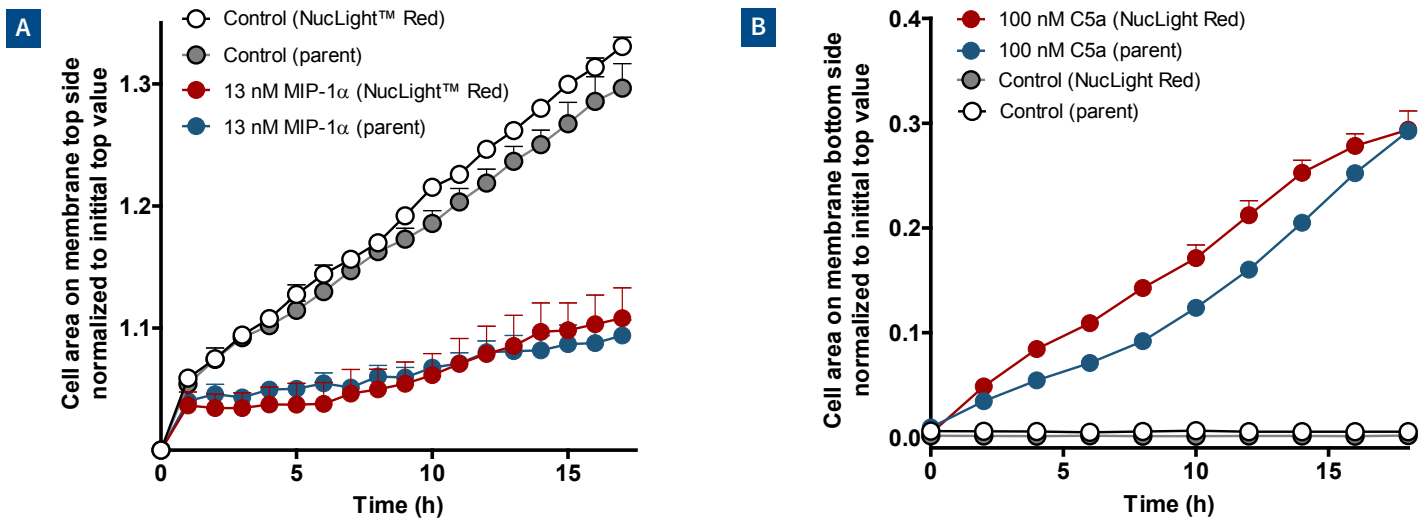 A
Control (NucLight™ Red)
Control (parent)
13 nM MIP-1α (NucLight™ Red)
13 nM MIP-1α (parent)
Cell area on membrane top side
normalized to initital top value
1.3
1.2
1.10
0
5
10
15
Time (h)
B
100 nM C5a (NucLight Red)
100 nM C5a (parent)
Control (NucLight Red)
Control (parent)
Cell area on membrane bottom side
normalized to initital top value
0.4
0.3
0.2
0.1
0.0
0
5
10
15
Time (h)